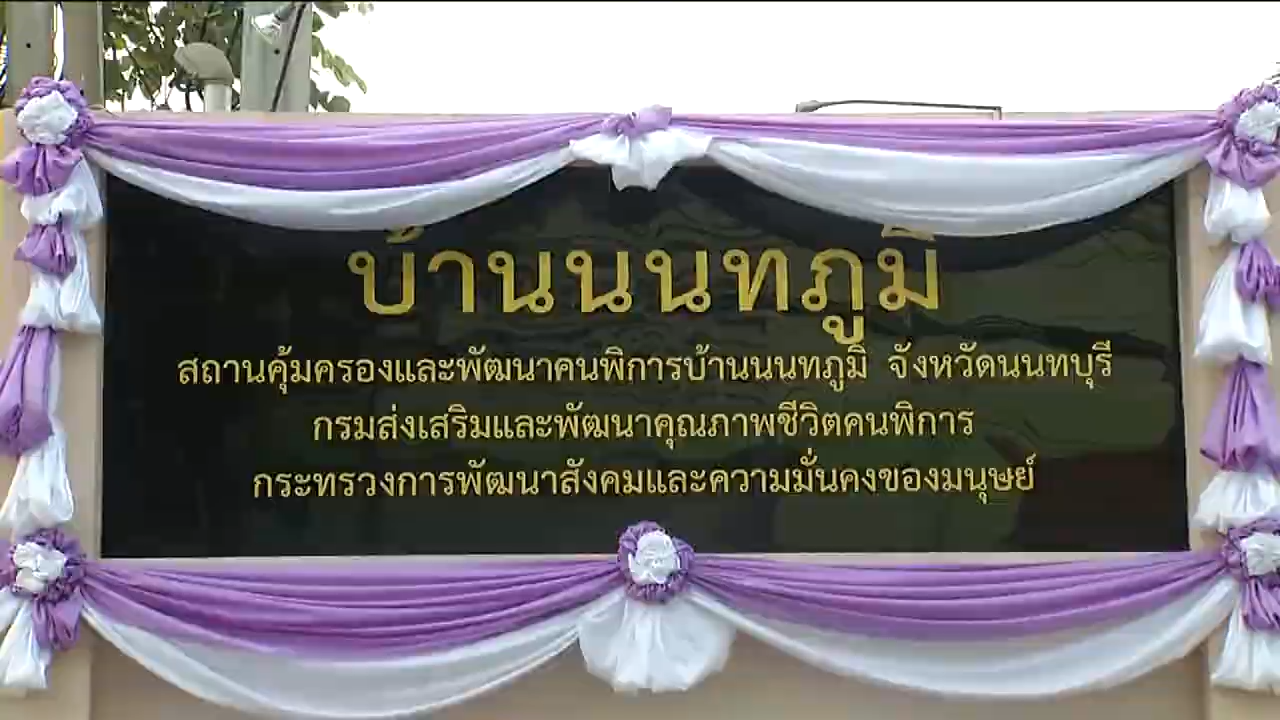 บ้านนนทภูมิ
สถานคุ้มครองและพัฒนาคนพิการบ้านนนทภูมิ จังหวัดนนทบุรี
กรมส่งเสริมและพัฒนาคุณภาพชีวิตคนพิการ
กระทรวงการพัฒนาสังคมและความมั่นคงของมนุษย์